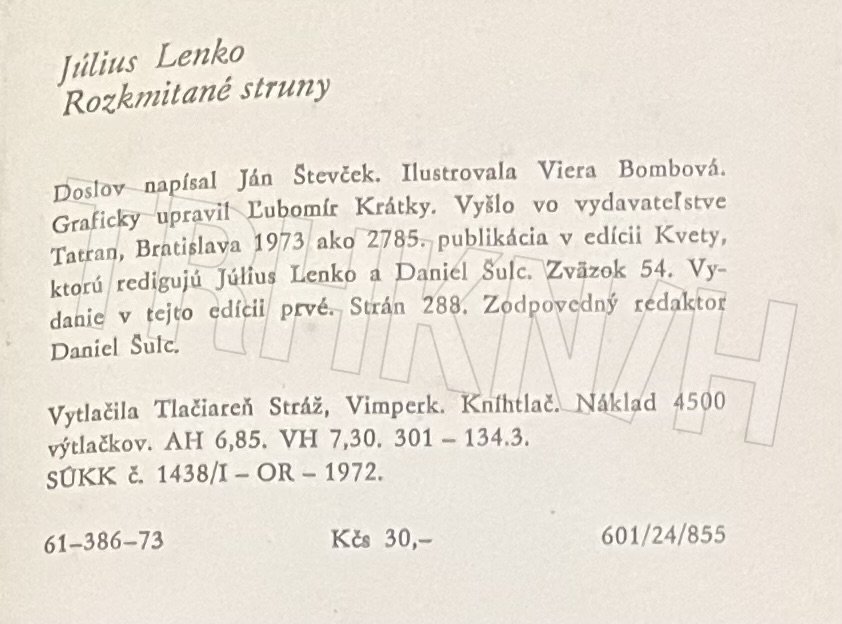 Július Lenko
Rozkmitané struny
Doslov napísal Ján Števček. Ilustrovala Viera Bombová.
Graficky upravil Ľubomír Krátky. Vyšlo vo vydavateľstve
Tatran, Bratislava 1973 ako 2785. publikácia v edícii Kvety,
ktorú redigujú Július Lenko a Daniel Šulc. Zväzok 54. Vy-
danie v tejto edícii prvé. Strán 288. Zodpovedný redaktor
Daniel Šulc.
Vytlačila Tlačiareň Stráž, Vimperk. Kníhtlač. Náklad 4500
výtlačkov. AH 6,85. VH 7,30. 301 – 134.3.
SÚKK č. 1438/I – OR – 1972.
61–386–73 Kčs 30,– 601/24/855
TRHKNIH